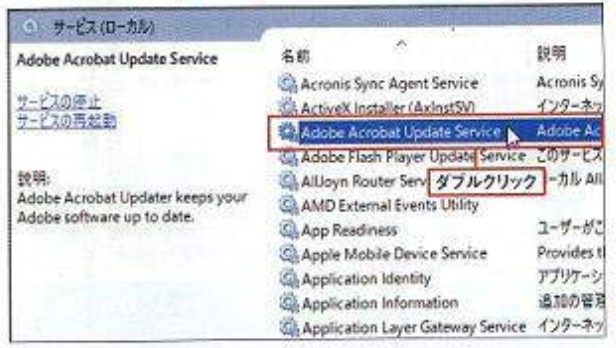 サービス (ローカル)
Adobe Acrobat Update Service
サービスの停止
サービスの再起動
説明:
Adobe Acrobat Updater keeps your
Adobe software up to date.
名前 説明
Acronis Sync Agent Service Acronis Sy
ActiveX Installer (AxInstSV) インターネッ
Adobe Acrobat Update Service Adobe Ac
Adobe Flash Player Update Service このサービス
AllJoyn Router Serv ーカル All
ダブルクリック
AMD External Events Utility
App Readiness ユーザーがこ
Apple Mobile Device Service Provides t
Application Identity アプリケーシ
Application Information 追加の管理
Application Layer Gateway Service インターネッ